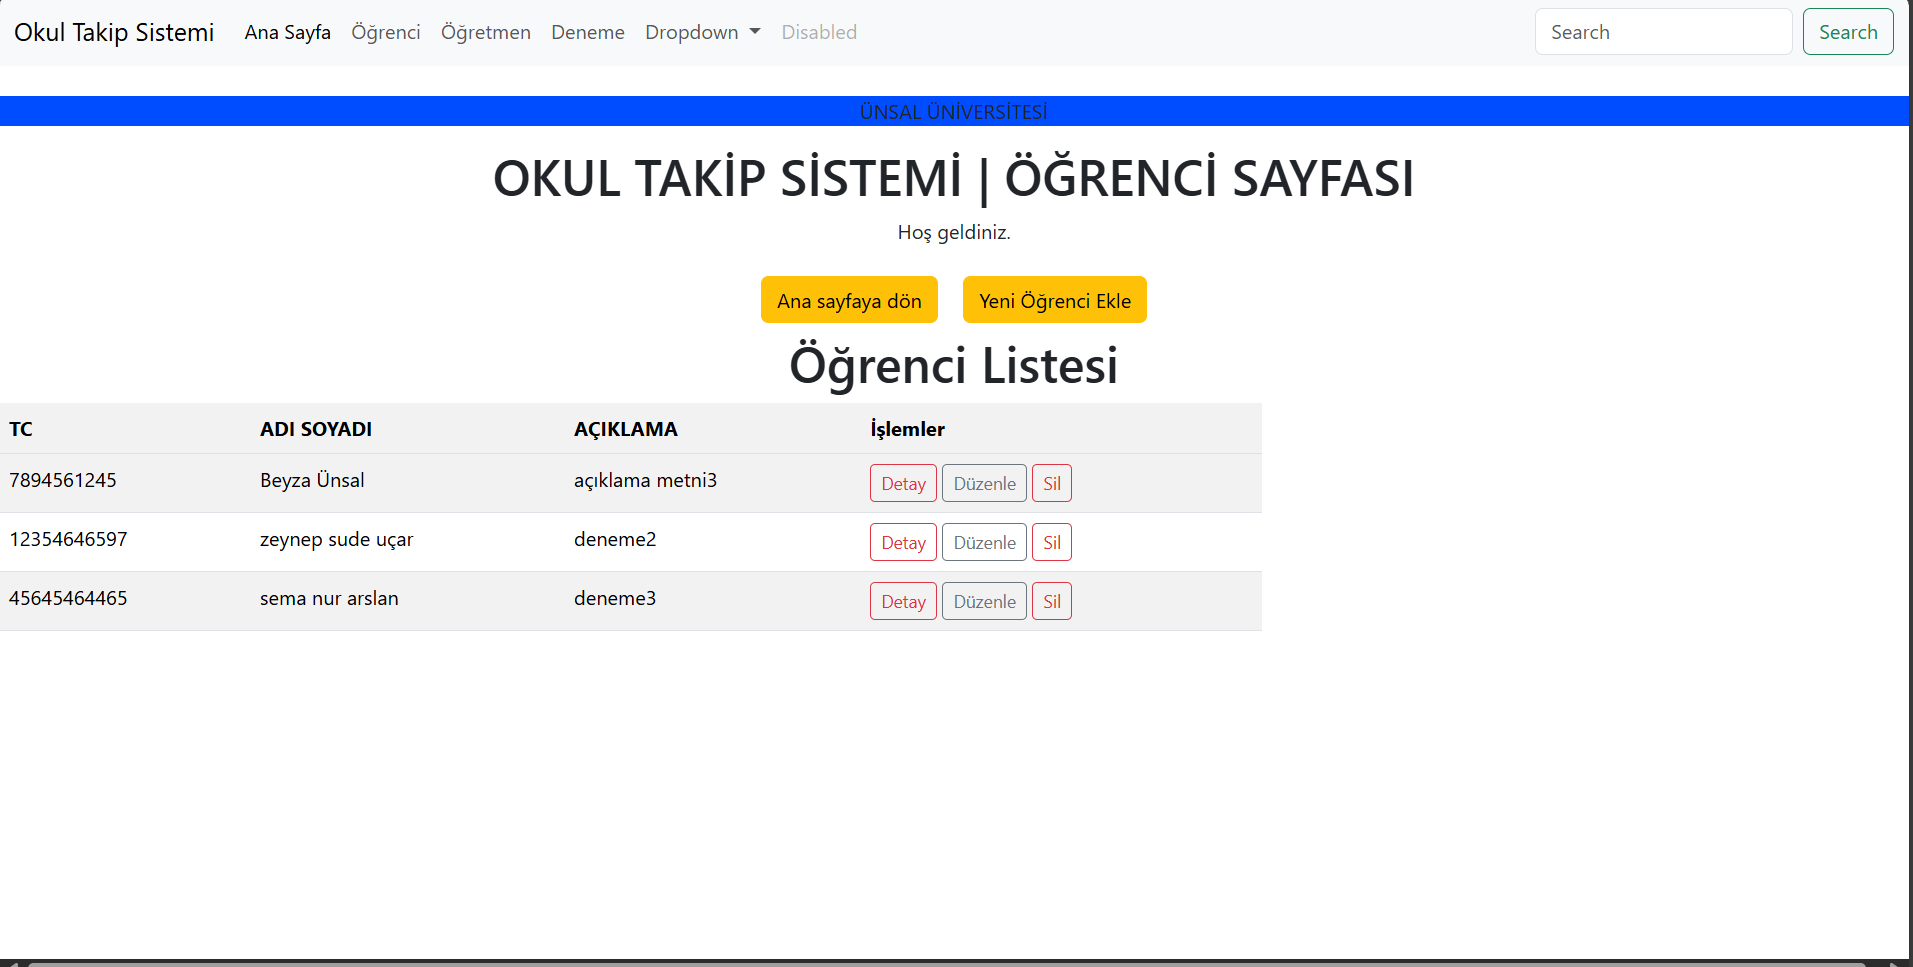 Okul Takip Sistemi Ana Sayfa Öğrenci Öğretmen Deneme Dropdown Disabled Search Search
ÜNSAL ÜNİVERSİTESİ
OKUL TAKİP SİSTEMİ | ÖĞRENCİ SAYFASI
Hoş geldiniz.
Ana sayfaya dön Yeni Öğrenci Ekle
Öğrenci Listesi
TC ADI SOYADI AÇIKLAMA İşlemler
7894561245 Beyza Ünsal açıklama metni3 Detay Düzenle Sil
12354646597 zeynep sude uçar deneme2 Detay Düzenle Sil
45645464465 sema nur arslan deneme3 Detay Düzenle Sil